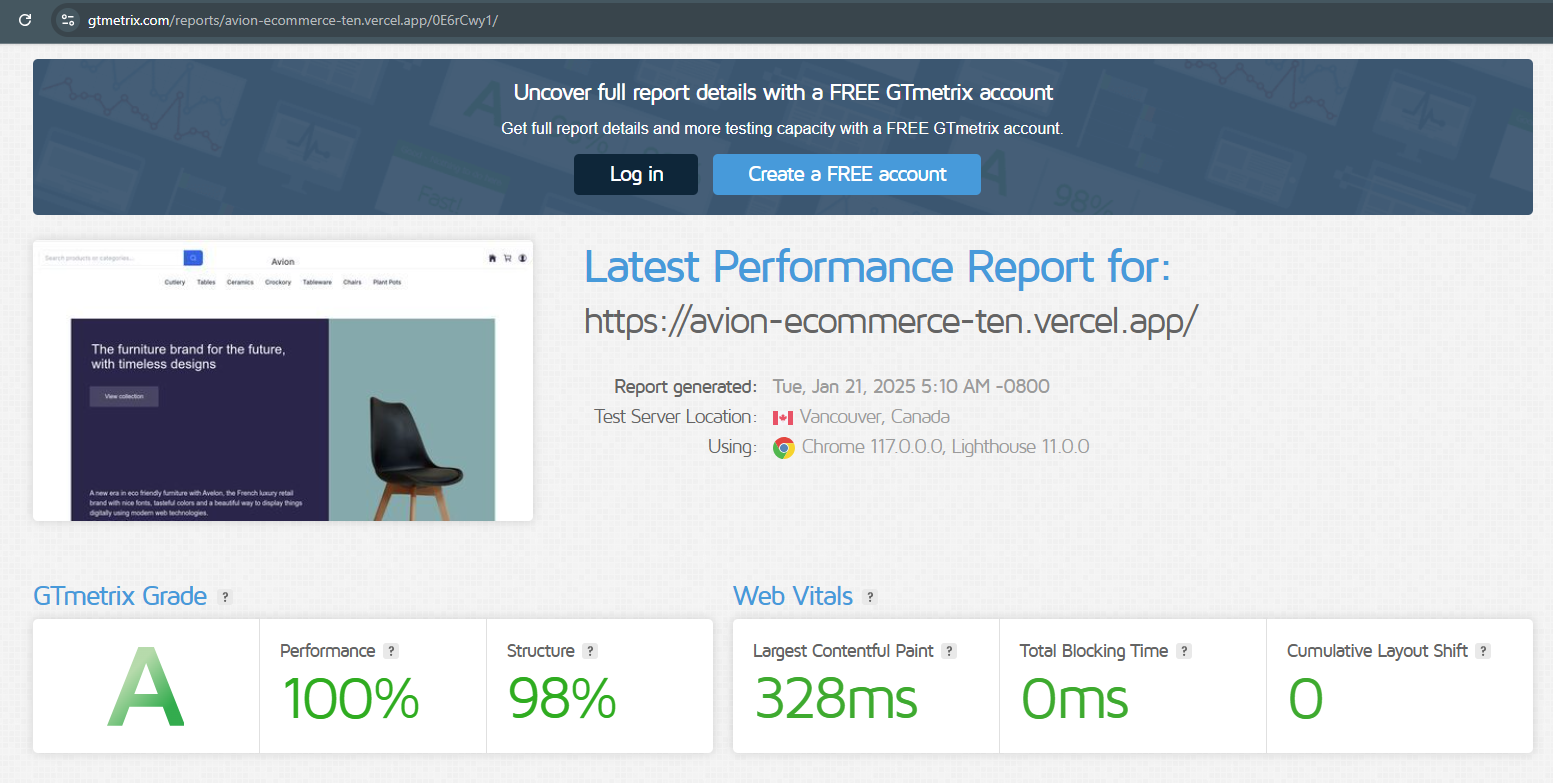 gtmetrix.com/reports/avion-ecommerce-ten.vercel.app/0E6rCwy1/
Uncover full report details with a FREE GTmetrix account
Get full report details and more testing capacity with a FREE GTmetrix account.
Log in
Create a FREE account
Fast!
98%
Search products or categories...
Avion
Cutlery Tables Ceramics Crockory Tableware Chairs Plant Pots
The furniture brand for the future,
with timeless designs
View collection
A new era in eco friendly furniture with Avelon, the French luxury retail
brand with nice fonts, tasteful colors and a beautiful way to display things
digitally using modern web technologies.
Latest Performance Report for:
https://avion-ecommerce-ten.vercel.app/
Report generated: Tue, Jan 21, 2025 5:10 AM -0800
Test Server Location: Vancouver, Canada
Using: Chrome 117.0.0.0, Lighthouse 11.0.0
GTmetrix Grade ?
A
Performance ?
100%
Structure ?
98%
Web Vitals ?
Largest Contentful Paint ?
328ms
Total Blocking Time ?
0ms
Cumulative Layout Shift ?
0